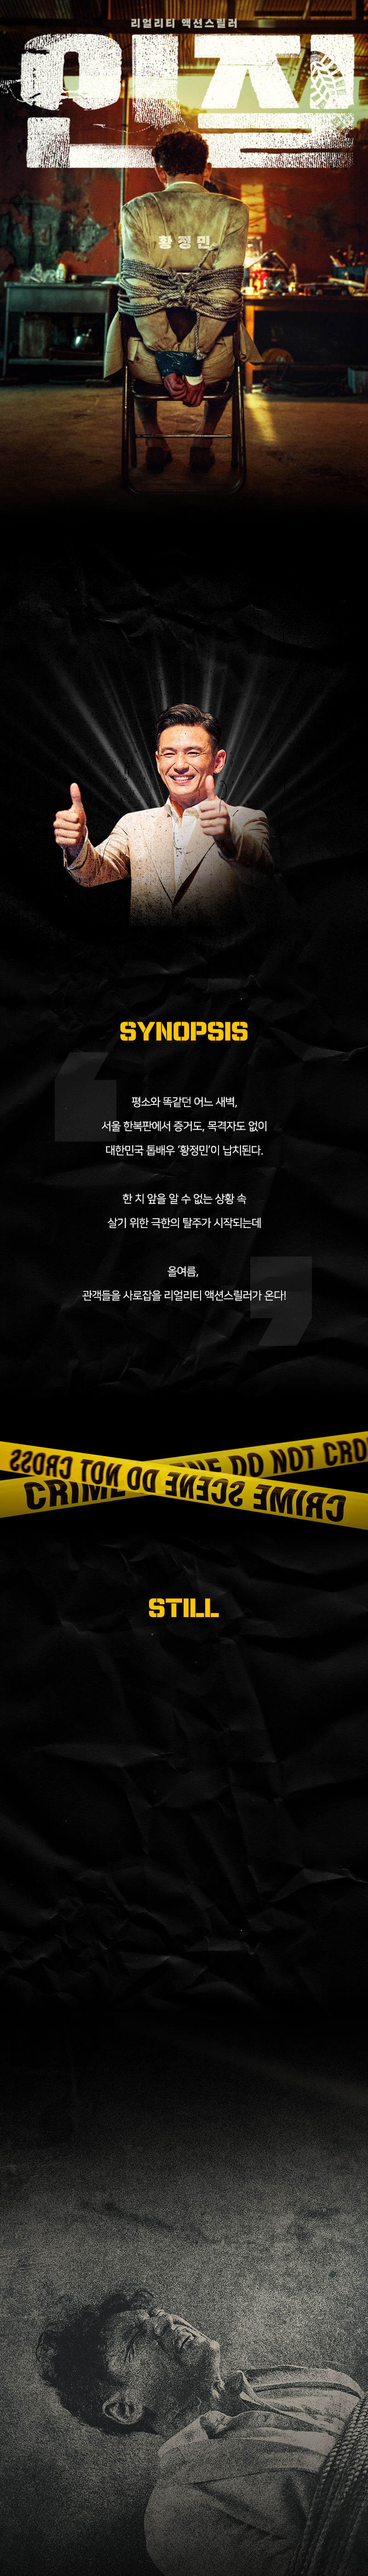 리얼리티 액션스릴러
인질
황정민
SYNOPSIS
평소와 똑같던 어느 새벽,
서울 한복판에서 증거도, 목격자도 없이
대한민국 톱배우 ‘황정민’이 납치된다.
한 치 앞을 알 수 없는 상황 속
살기 위한 극한의 탈주가 시작되는데
올여름,
관객들을 사로잡을 리얼리티 액션스릴러가 온다!
CRIME SCENE DO NOT CROSS
CRIME SCENE DO NOT CROSS
STILL